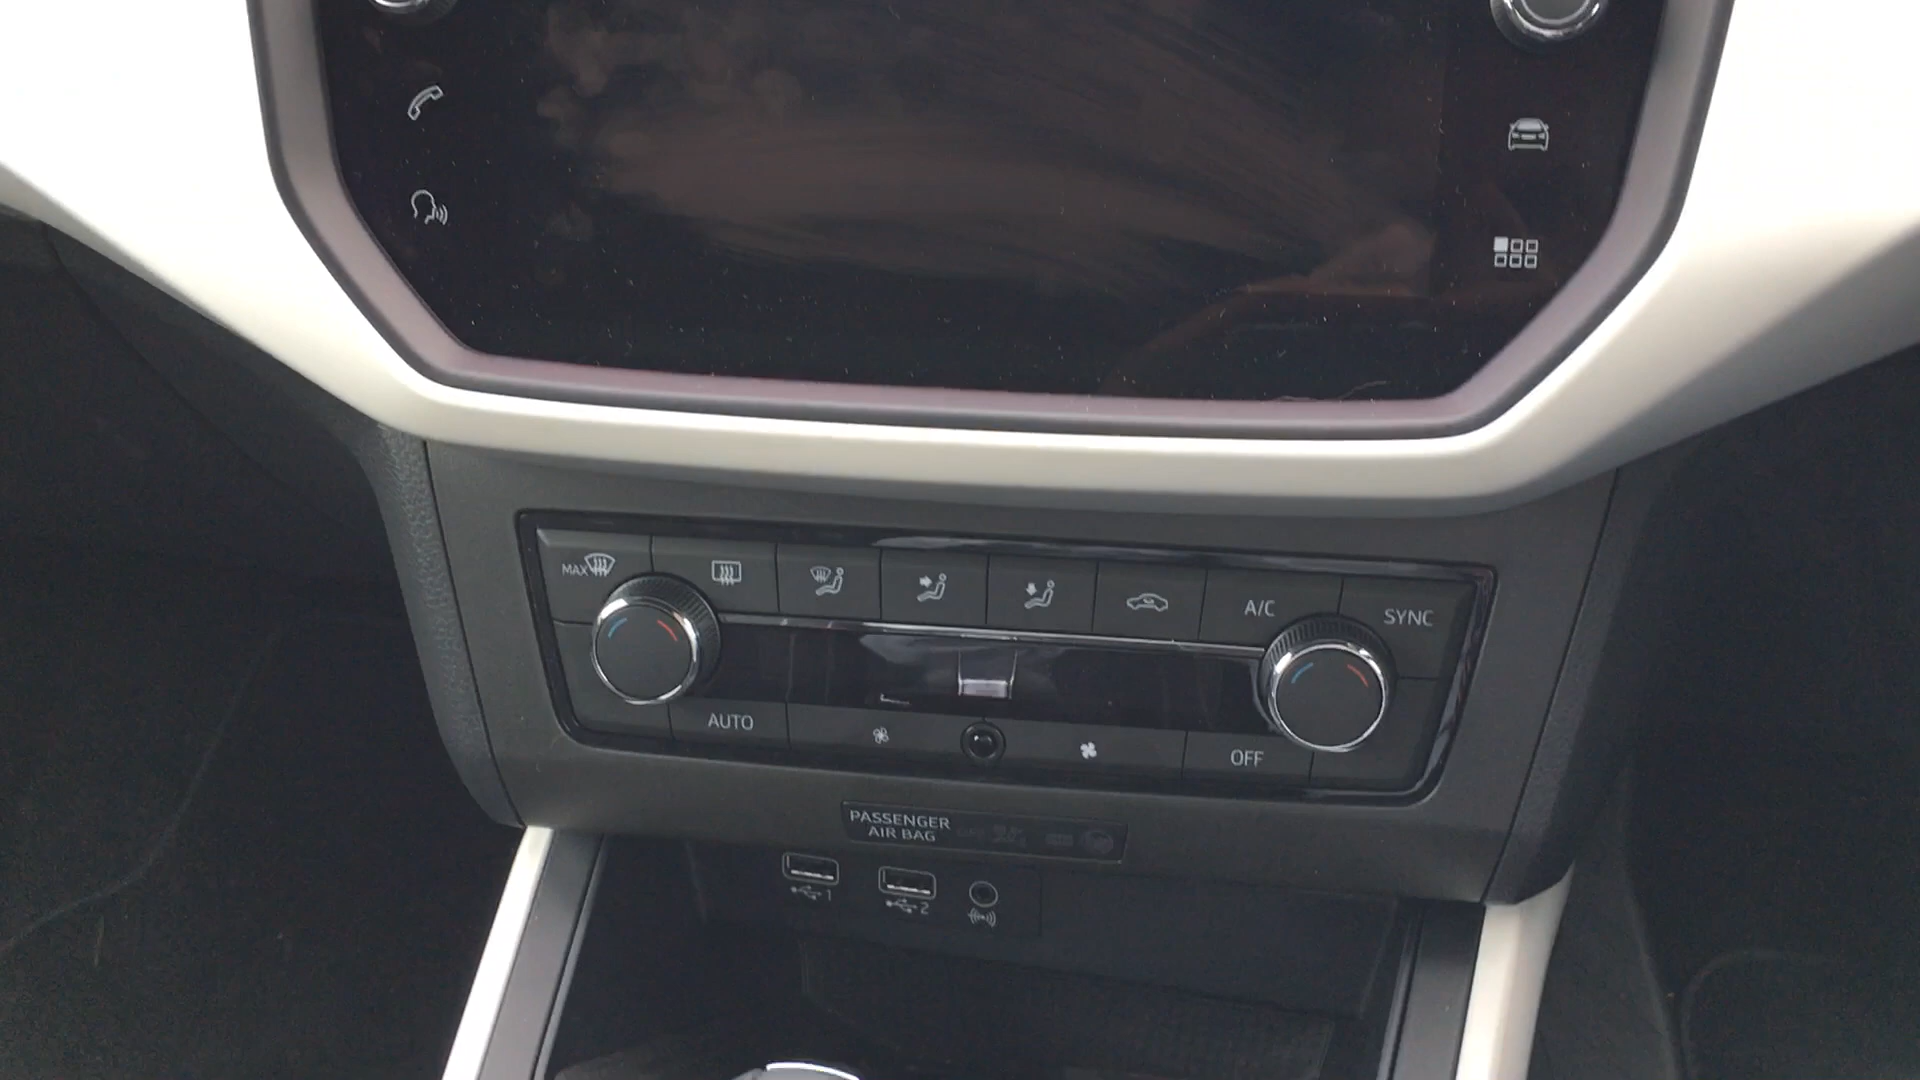 MAX
A/C
SYNC
AUTO
OFF
PASSENGER
AIR BAG
1
2